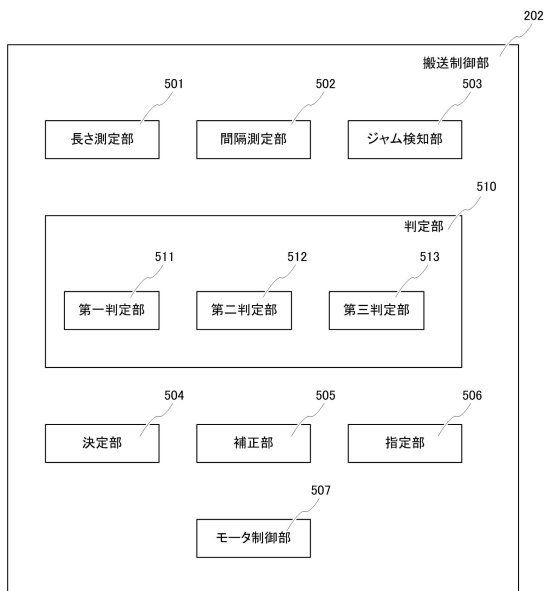 202
搬送制御部
501 502 503
長さ測定部 間隔測定部 ジャム検知部
510
判定部
511 512 513
第一判定部 第二判定部 第三判定部
504 505 506
決定部 補正部 指定部
507
モータ制御部